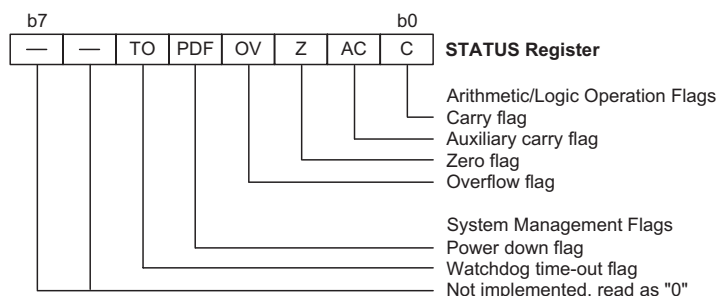 b7 b0
— — TO PDF OV Z AC C STATUS Register
Arithmetic/Logic Operation Flags
Carry flag
Auxiliary carry flag
Zero flag
Overflow flag
System Management Flags
Power down flag
Watchdog time-out flag
Not implemented, read as "0"